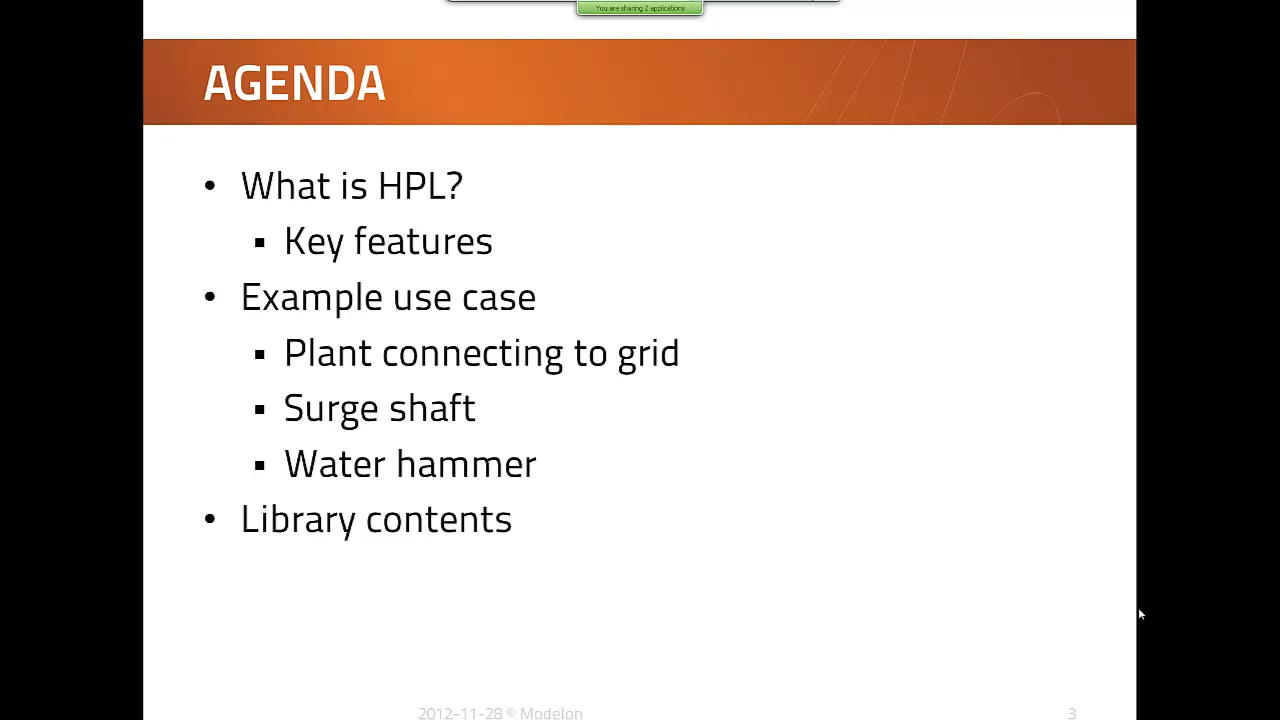 You are sharing 2 applications
AGENDA
• What is HPL?
▪ Key features
• Example use case
▪ Plant connecting to grid
▪ Surge shaft
▪ Water hammer
• Library contents
2012-11-28 © Modelon
3